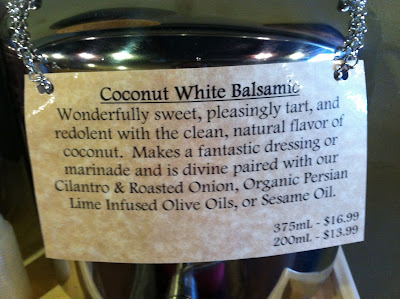 Coconut White Balsamic
Wonderfully sweet, pleasingly tart, and
redolent with the clean, natural flavor of
coconut. Makes a fantastic dressing or
marinade and is divine paired with our
Cilantro & Roasted Onion, Organic Persian
Lime Infused Olive Oils, or Sesame Oil.
375mL - $16.99
200mL - $13.99